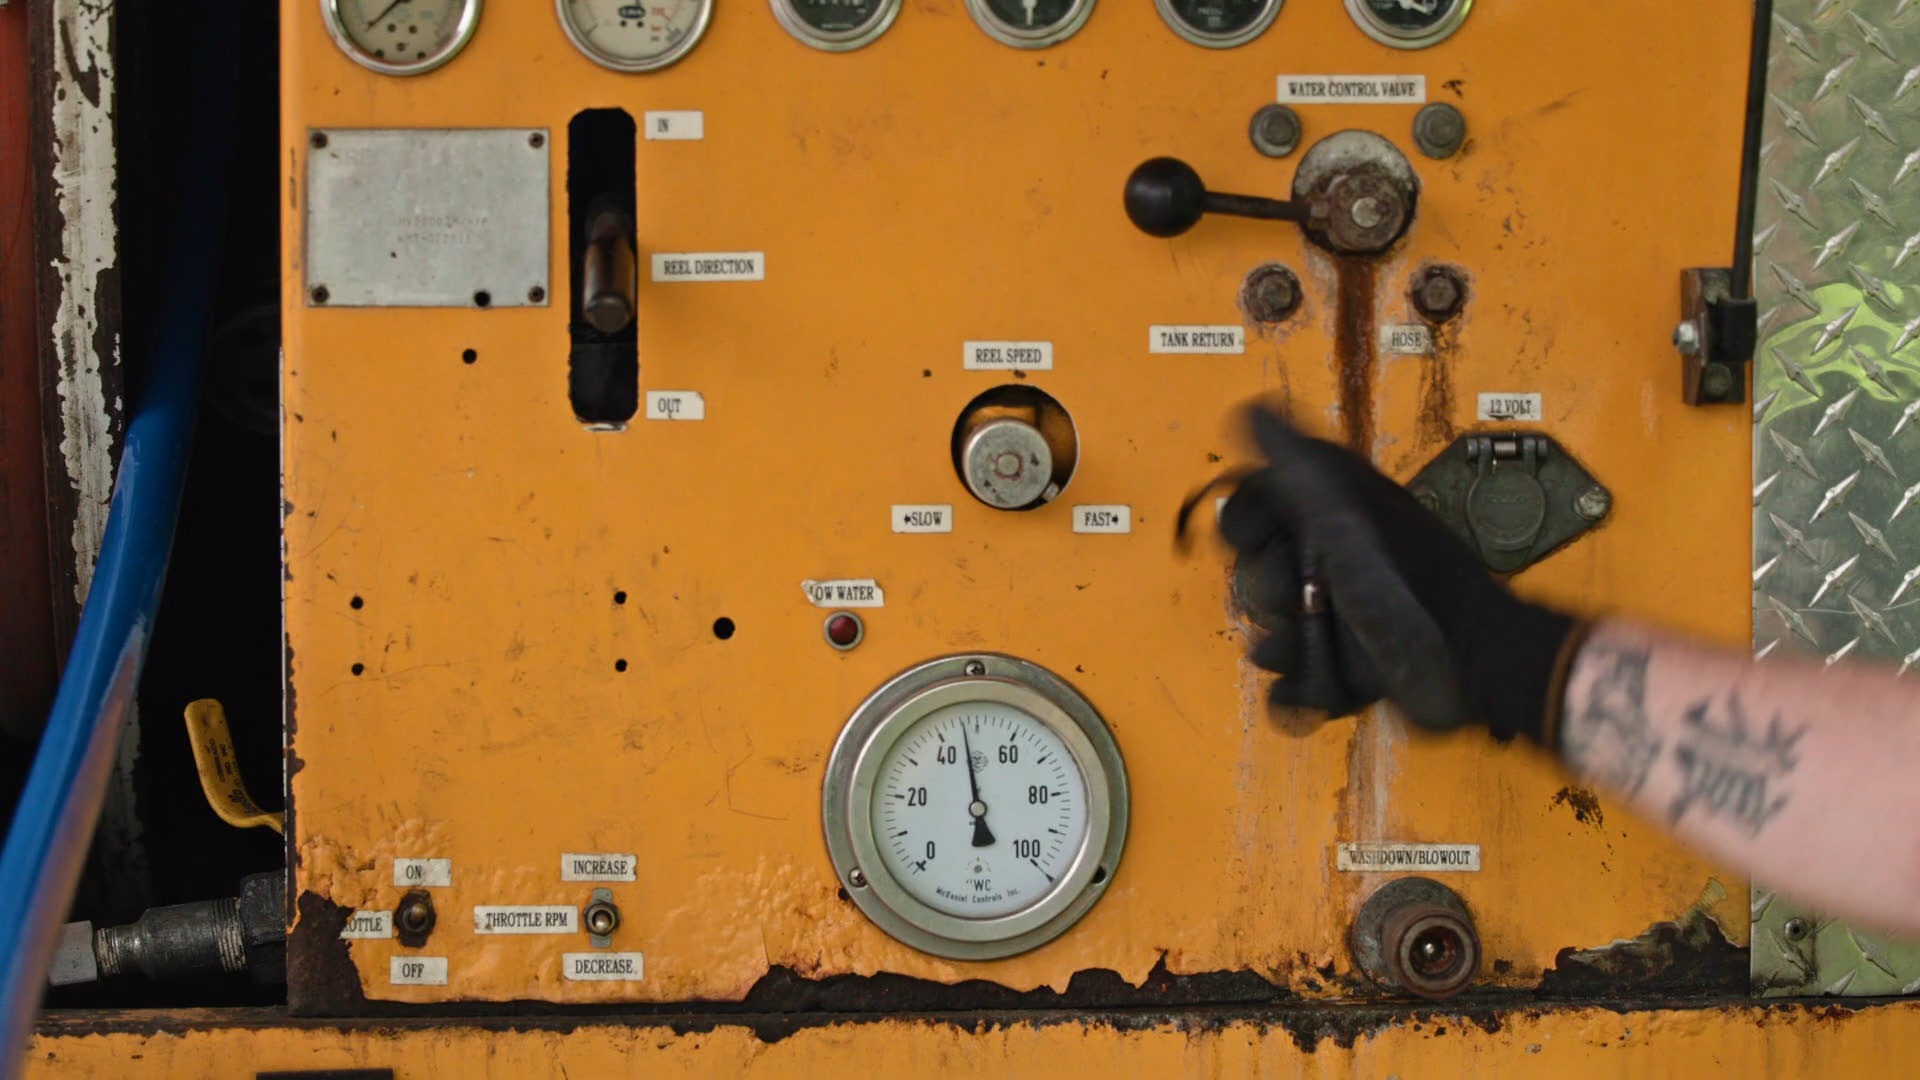 WATER CONTROL VALVE
IN
REEL DIRECTION
TANK RETURN
HOSE
REEL SPEED
OUT
12 VOLT
SLOW
FAST
OW WATER
40 60
20 80
0 100
"WC
McDaniel Controls Inc.
WASHDOWN/BLOWOUT
ON
INCREASE
OTTLE
THROTTLE RPM
OFF
DECREASE